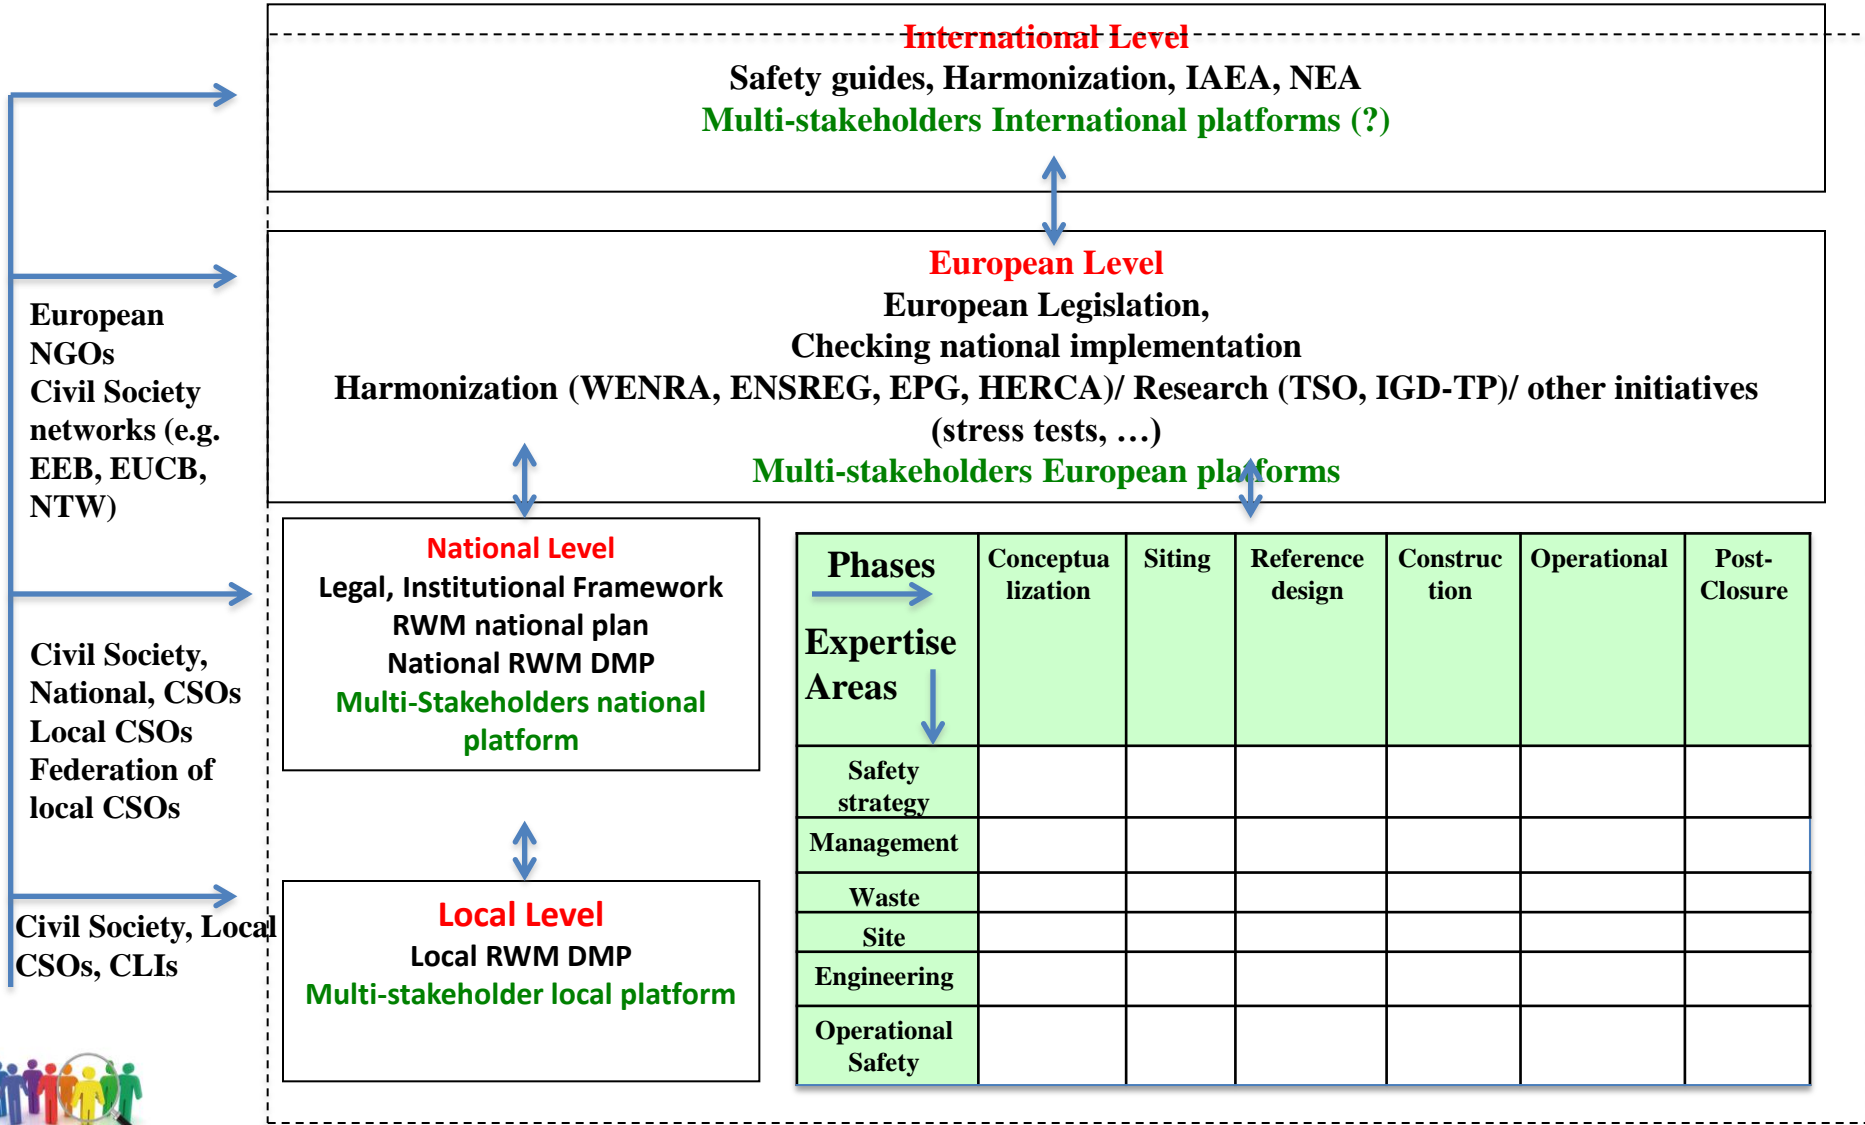 International Level
Safety guides, Harmonization, IAEA, NEA
Multi-stakeholders International platforms (?)
European Level
European Legislation,
Checking national implementation
Harmonization (WENRA, ENSREG, EPG, HERCA)/ Research (TSO, IGD-TP)/ other initiatives
(stress tests, …)
Multi-stakeholders European platforms
European
NGOs
Civil Society
networks (e.g.
EEB, EUCB,
NTW)
Civil Society,
National, CSOs
Local CSOs
Federation of
local CSOs
Civil Society, Local
CSOs, CLIs
National Level
Legal, Institutional Framework
RWM national plan
National RWM DMP
Multi-Stakeholders national
platform
Local Level
Local RWM DMP
Multi-stakeholder local platform
Phases
Expertise
Areas
Conceptua
lization
Siting
Reference
design
Construc
tion
Operational
Post-
Closure
Safety
strategy
Management
Waste
Site
Engineering
Operational
Safety